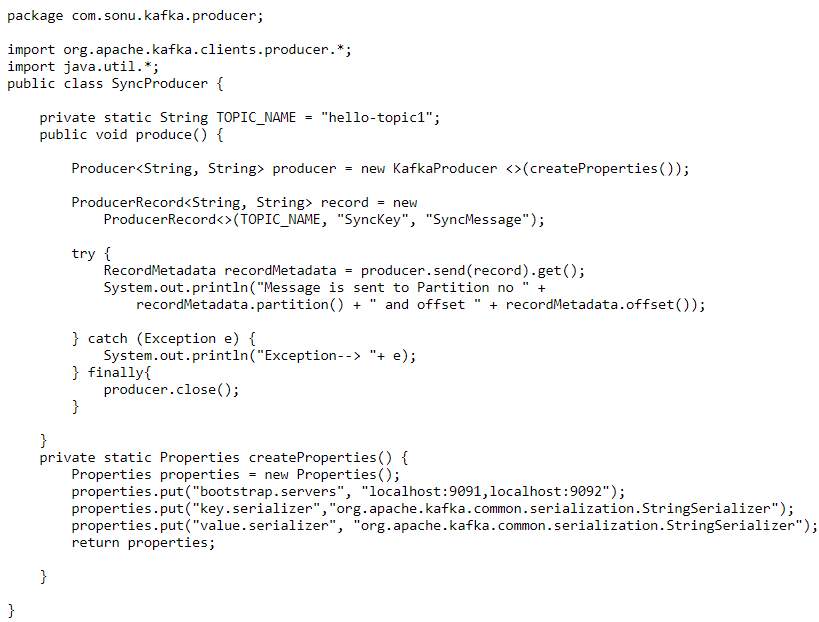 package com.sonu.kafka.producer;

import org.apache.kafka.clients.producer.*;
import java.util.*;
public class SyncProducer {

    private static String TOPIC_NAME = "hello-topic1";
    public void produce() {

        Producer<String, String> producer = new KafkaProducer <>(createProperties());

        ProducerRecord<String, String> record = new
            ProducerRecord<>(TOPIC_NAME, "SyncKey", "SyncMessage");

        try {
            RecordMetadata recordMetadata = producer.send(record).get();
            System.out.println("Message is sent to Partition no " +
                recordMetadata.partition() + " and offset " + recordMetadata.offset());

        } catch (Exception e) {
            System.out.println("Exception--> "+ e);
        } finally{
            producer.close();
        }

    }
    private static Properties createProperties() {
        Properties properties = new Properties();
        properties.put("bootstrap.servers", "localhost:9091,localhost:9092");
        properties.put("key.serializer","org.apache.kafka.common.serialization.StringSerializer");
        properties.put("value.serializer", "org.apache.kafka.common.serialization.StringSerializer");
        return properties;

    }

}